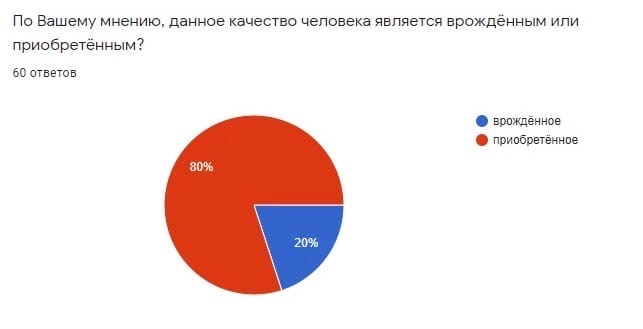 По Вашему мнению, данное качество человека является врождённым или
приобретённым?
60 ответов
врождённое
приобретённое
80%
20%